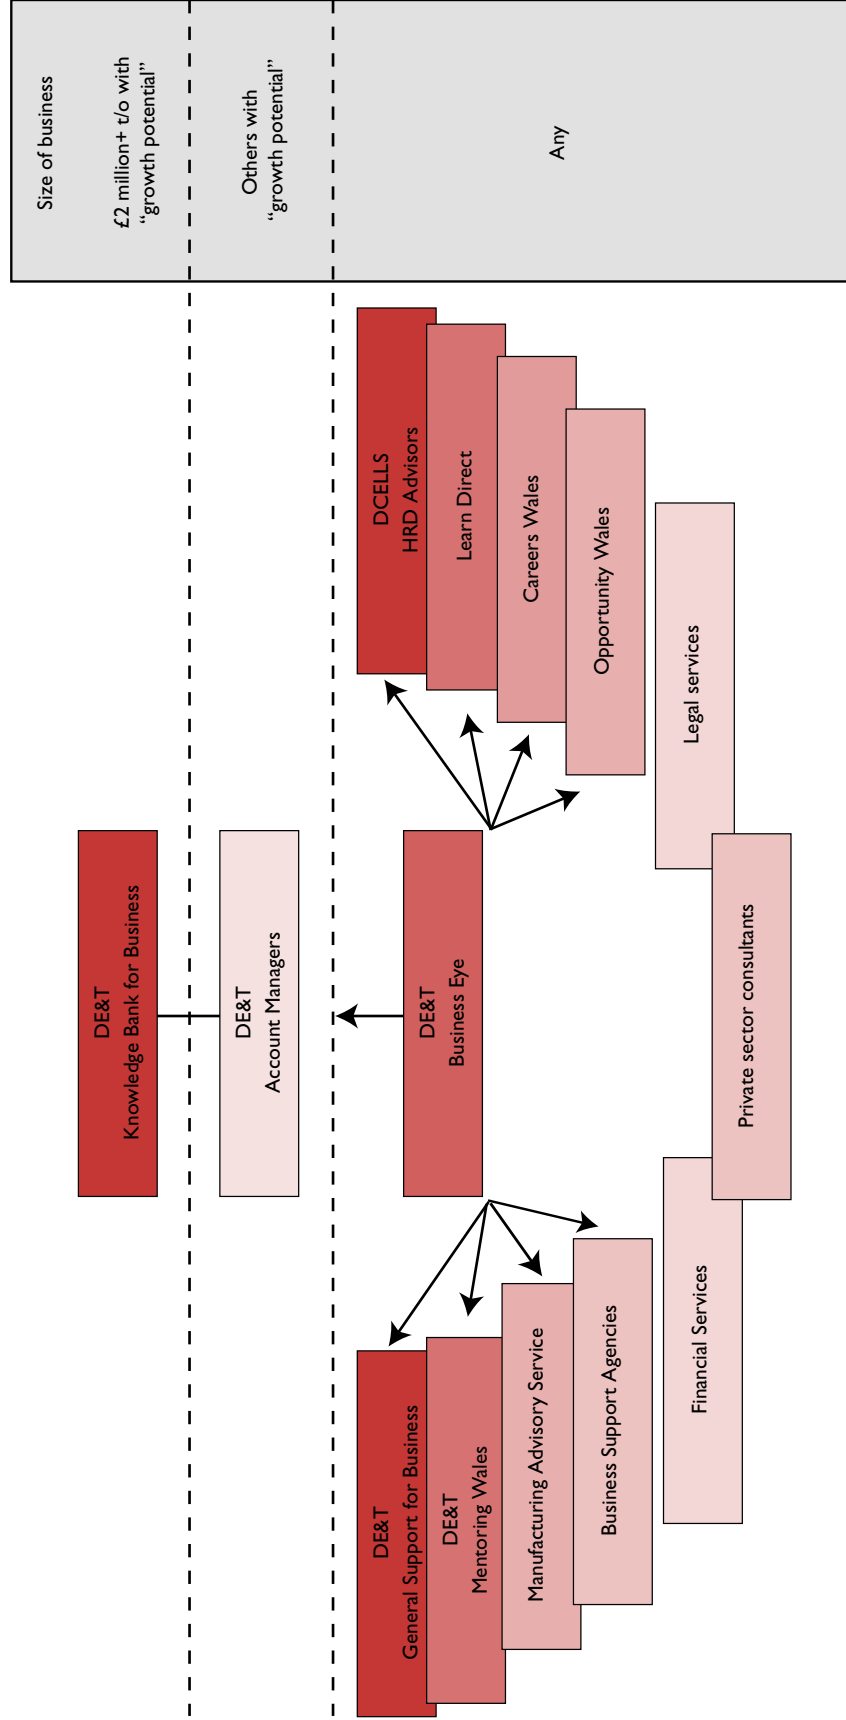 Size of business
£2 million+ t/o with
“growth potential”
Others with
“growth potential”
Any
DE&T
Knowledge Bank for Business
DE&T
Account Managers
DE&T
Business Eye
DE&T
General Support for Business
DE&T
Mentoring Wales
Manufacturing Advisory Service
Business Support Agencies
Financial Services
Private sector consultants
Legal services
DCELLS
HRD Advisors
Learn Direct
Careers Wales
Opportunity Wales